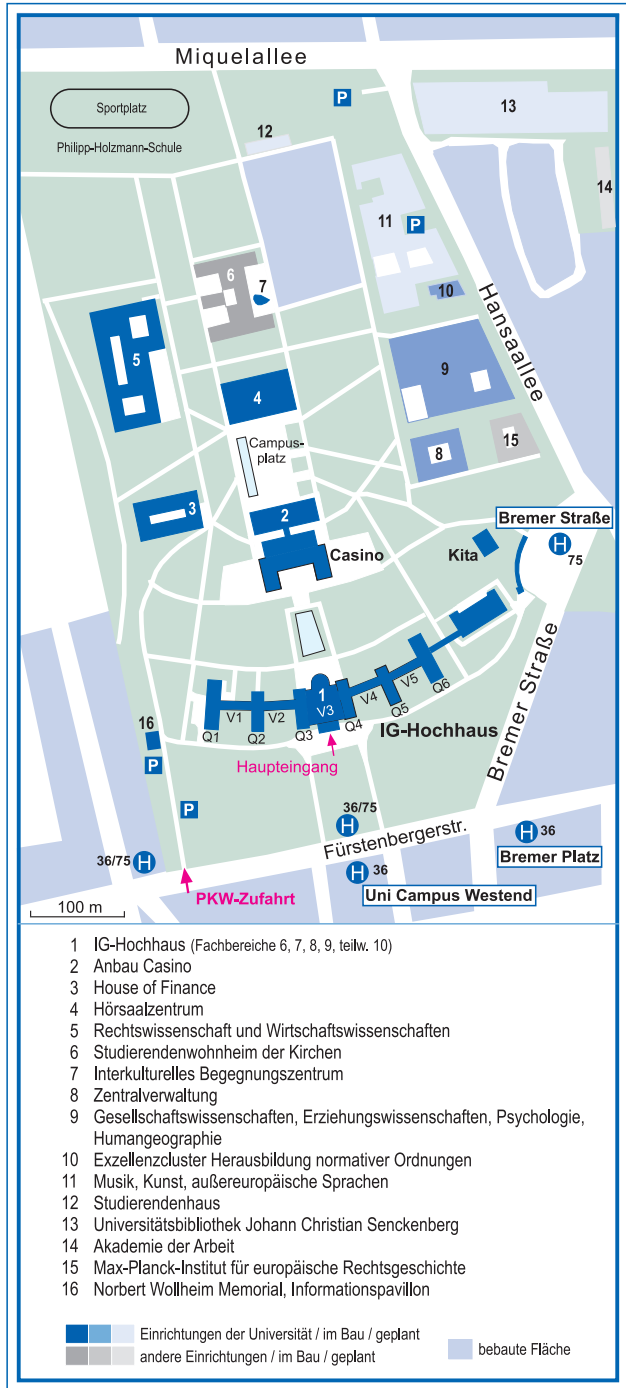 Miquelallee
Sportplatz
Philipp-Holzmann-Schule
P
12
13
14
11
P
10
6
7
5
9
Hansaallee
4
8
15
Campus-
platz
3
2
Casino
Kita
Bremer Straße
H
75
Bremer Straße
1
V3
Q1
V1
Q2
V2
Q3
Q4
V4
Q5
V5
Q6
IG-Hochhaus
Haupteingang
16
P
P
36/75
H
36/75
H
Fürstenbergerstr.
H 36
Uni Campus Westend
H 36
Bremer Platz
PKW-Zufahrt
100 m
1 IG-Hochhaus (Fachbereiche 6, 7, 8, 9, teilw. 10)
2 Anbau Casino
3 House of Finance
4 Hörsaalzentrum
5 Rechtswissenschaft und Wirtschaftswissenschaften
6 Studierendenwohnheim der Kirchen
7 Interkulturelles Begegnungszentrum
8 Zentralverwaltung
9 Gesellschaftswissenschaften, Erziehungswissenschaften, Psychologie,
Humangeographie
10 Exzellenzcluster Herausbildung normativer Ordnungen
11 Musik, Kunst, außereuropäische Sprachen
12 Studierendenhaus
13 Universitätsbibliothek Johann Christian Senckenberg
14 Akademie der Arbeit
15 Max-Planck-Institut für europäische Rechtsgeschichte
16 Norbert Wollheim Memorial, Informationspavillon
Einrichtungen der Universität / im Bau / geplant
andere Einrichtungen / im Bau / geplant
bebaute Fläche